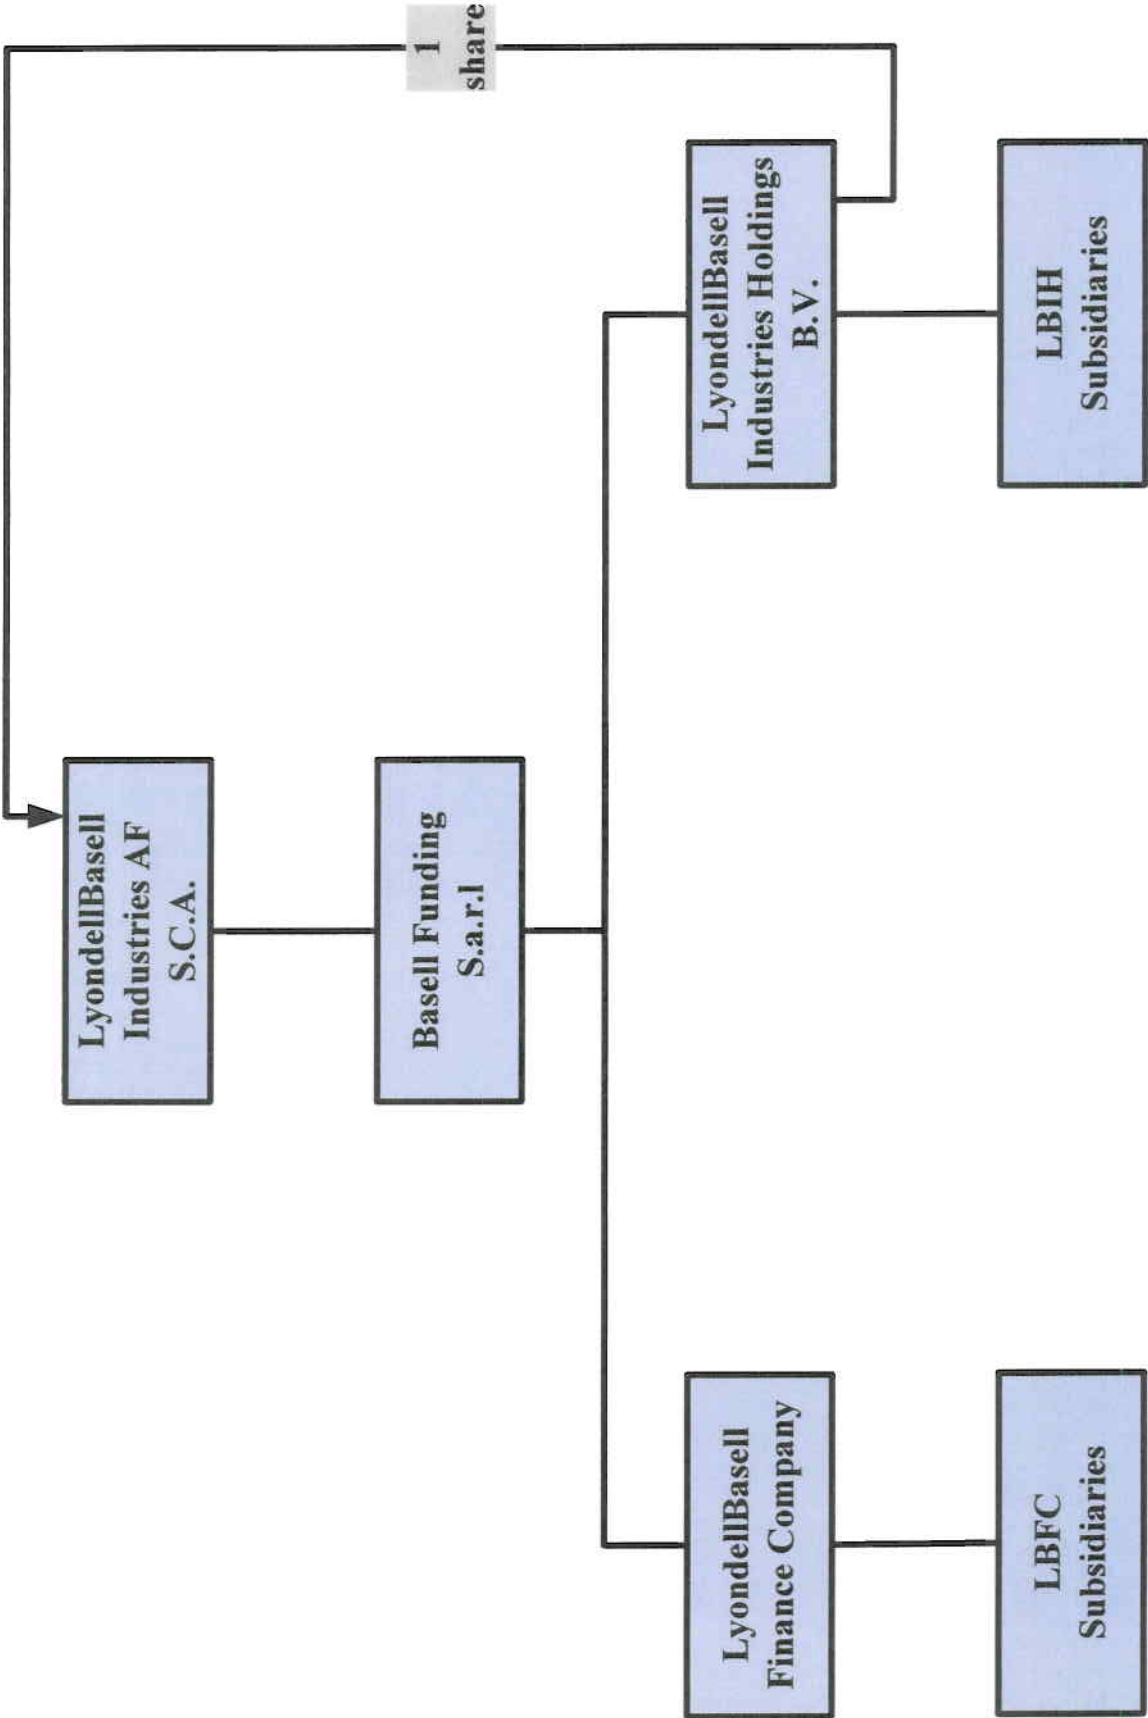 LyondellBasell
Industries AF
S.C.A.
Basell Funding
S.a.r.l
1
share
LyondellBasell
Finance Company
LyondellBasell
Industries Holdings
B.V.
LBFC
Subsidiaries
LBIH
Subsidiaries